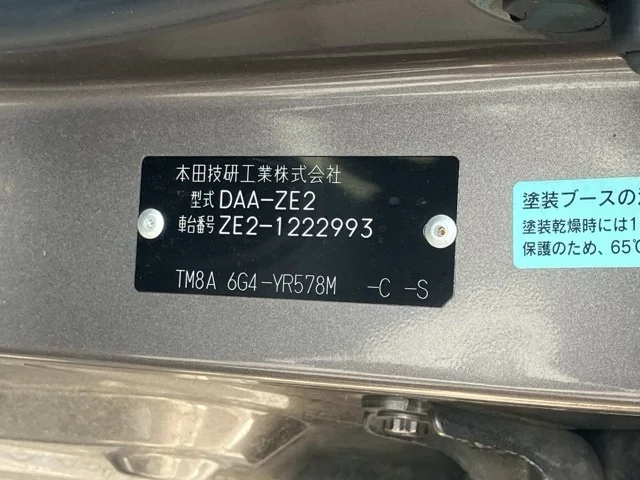 本田技研工業株式会社
型式 DAA-ZE2
車台番号 ZE2-1222993
TM8A 6G4-YR578M -C -S
塗装ブースの
塗装乾燥時には1
保護のため、65℃